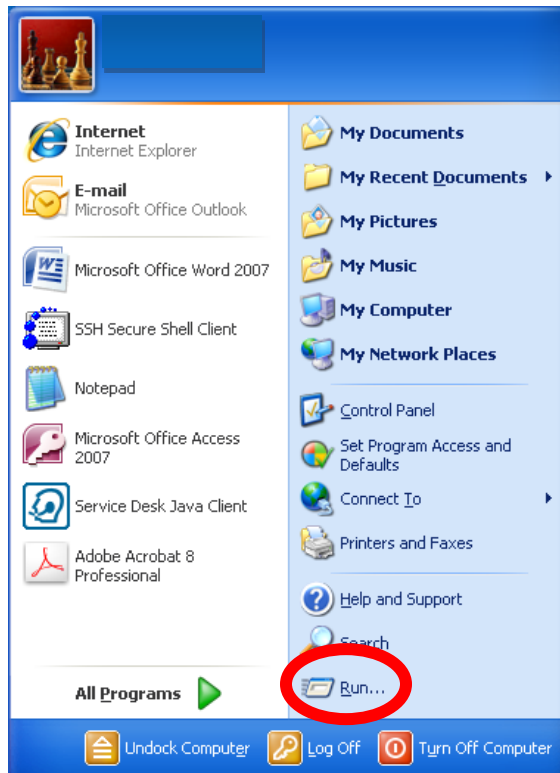 Internet
Internet Explorer
E-mail
Microsoft Office Outlook
Microsoft Office Word 2007
SSH Secure Shell Client
Notepad
Microsoft Office Access
2007
Service Desk Java Client
Adobe Acrobat 8
Professional
All Programs
My Documents
My Recent Documents
My Pictures
My Music
My Computer
My Network Places
Control Panel
Set Program Access and
Defaults
Connect To
Printers and Faxes
Help and Support
Search
Run...
Undock Computer
Log Off
Turn Off Computer